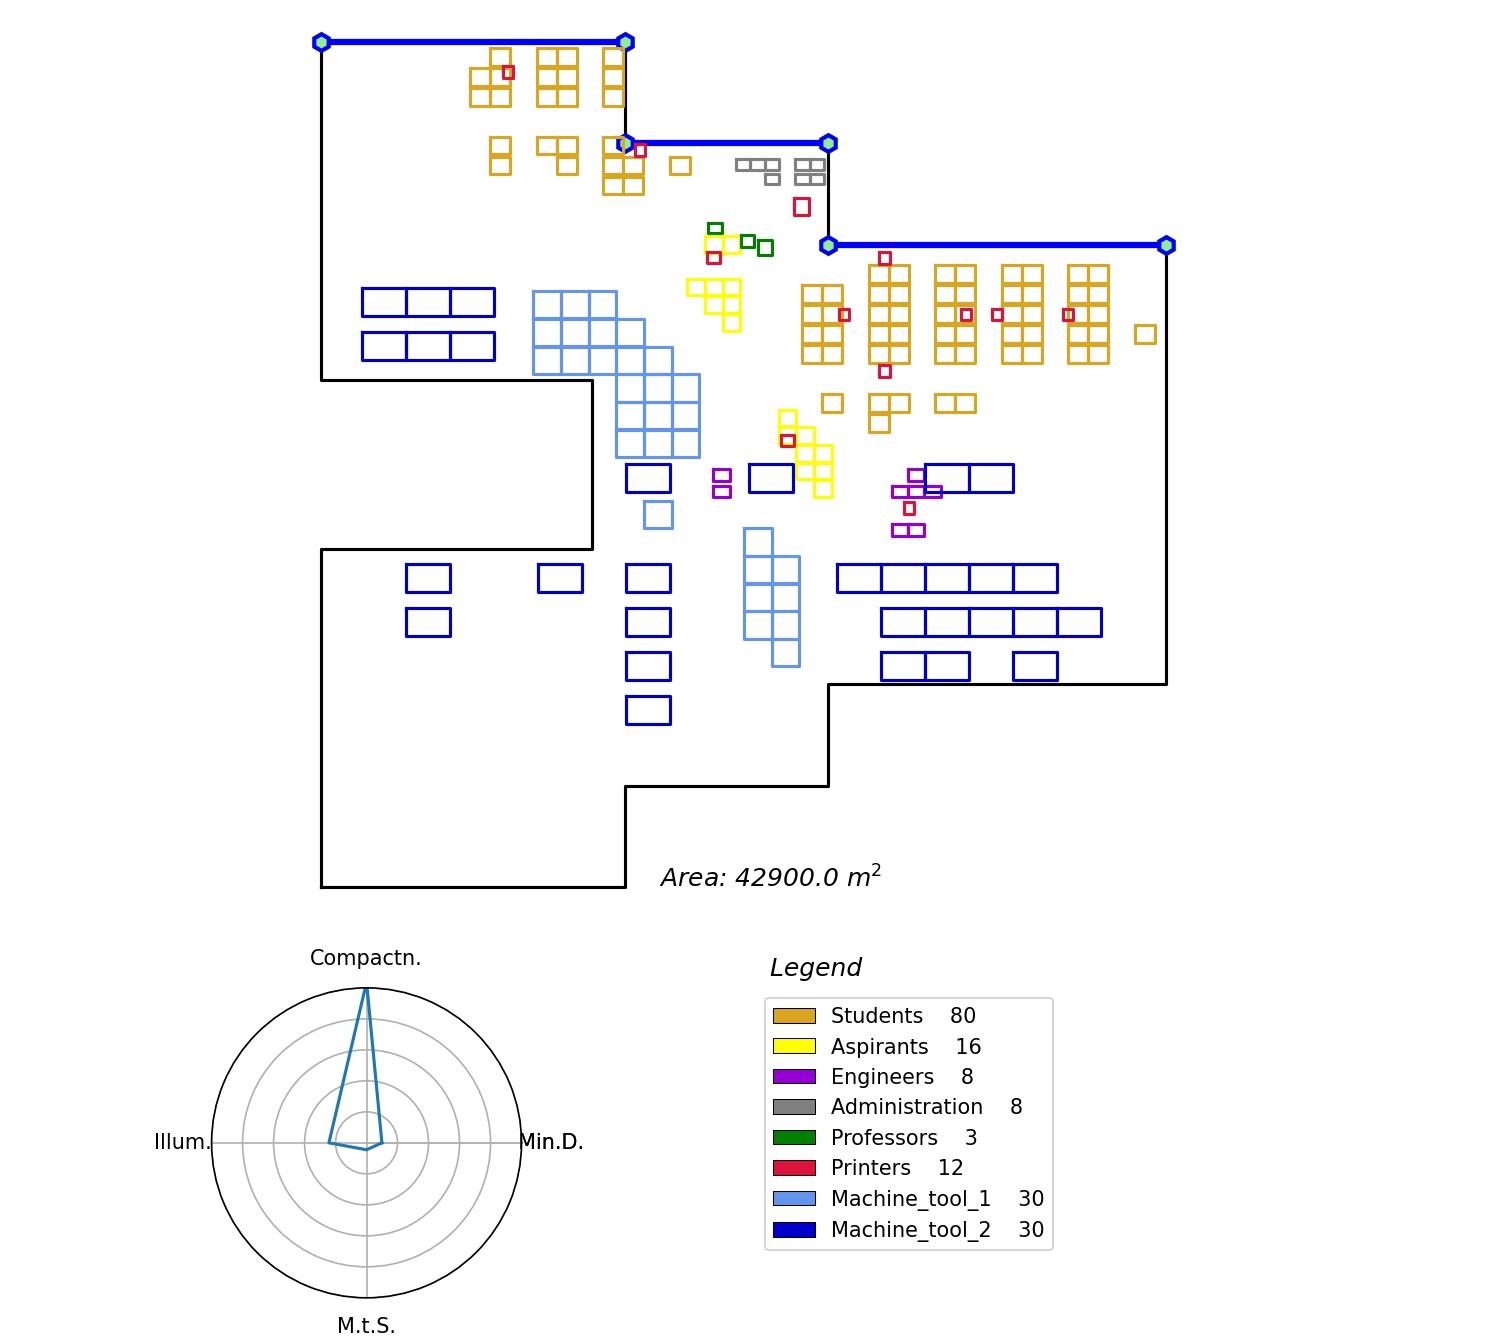 Area: 42900.0 m²
Compactn.
Illum.
Min.D.
M.t.S.
Legend
Students 80
Aspirants 16
Engineers 8
Administration 8
Professors 3
Printers 12
Machine_tool_1 30
Machine_tool_2 30